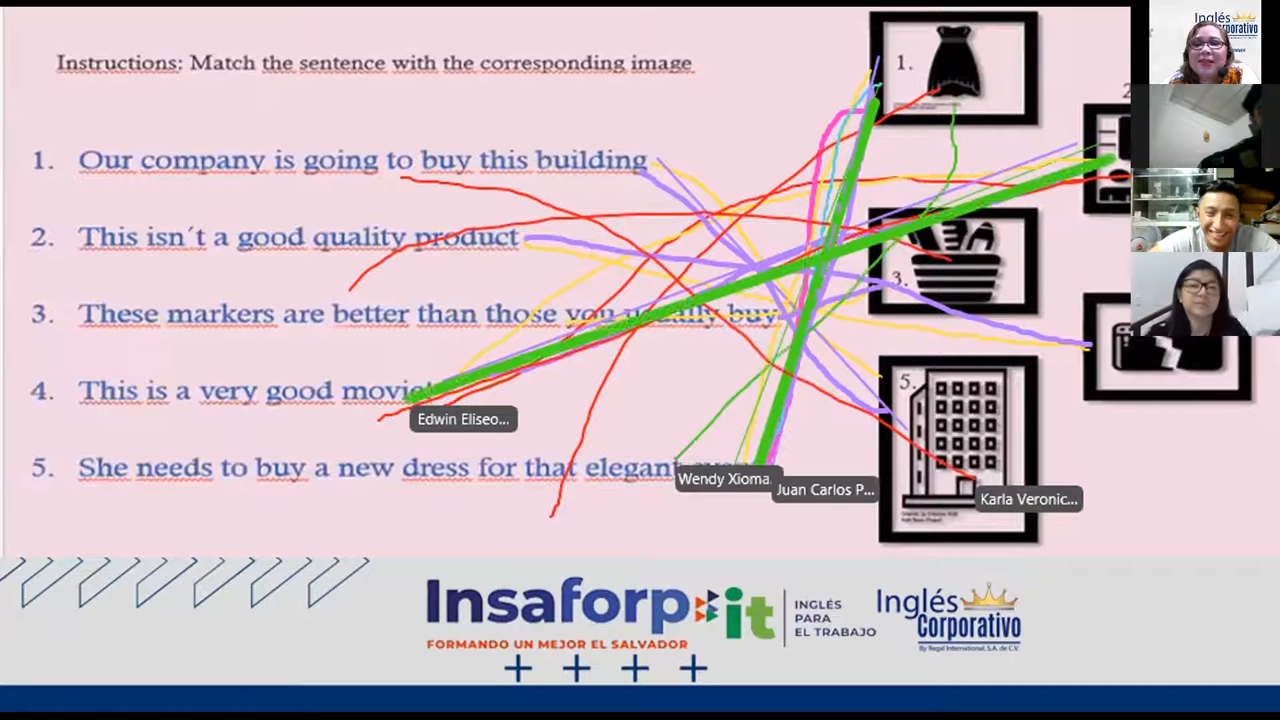 Instructions: Match the sentence with the corresponding image
1. Our company is going to buy this building
2. This isn´t a good quality product
3. These markers are better than those you usually buy
4. This is a very good movie
5. She needs to buy a new dress for that elegant
1.
2
3.
5.
Edwin Eliseo...
Wendy Xioma...
Juan Carlos P...
Karla Veronic...
Insaforp it
FORMANDO UN MEJOR EL SALVADOR
INGLÉS
PARA
EL TRABAJO
Inglés
Corporativo
By Regal International, S.A. de C.V.
Inglés
Corporativo